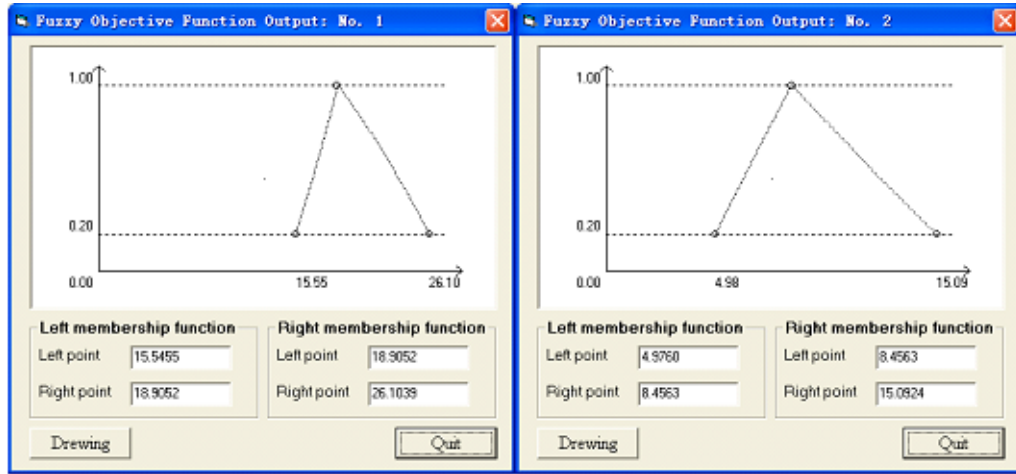 Fuzzy Objective Function Output: No. 1
1.00
0.20
0.00
15.55
26.10
Left membership function
Left point 15.5455
Right point 18.9052
Right membership function
Left point 18.9052
Right point 26.1039
Drewing
Quit
Fuzzy Objective Function Output: No. 2
1.00
0.20
0.00
4.98
15.09
Left membership function
Left point 4.9760
Right point 8.4563
Right membership function
Left point 8.4563
Right point 15.0924
Drewing
Quit